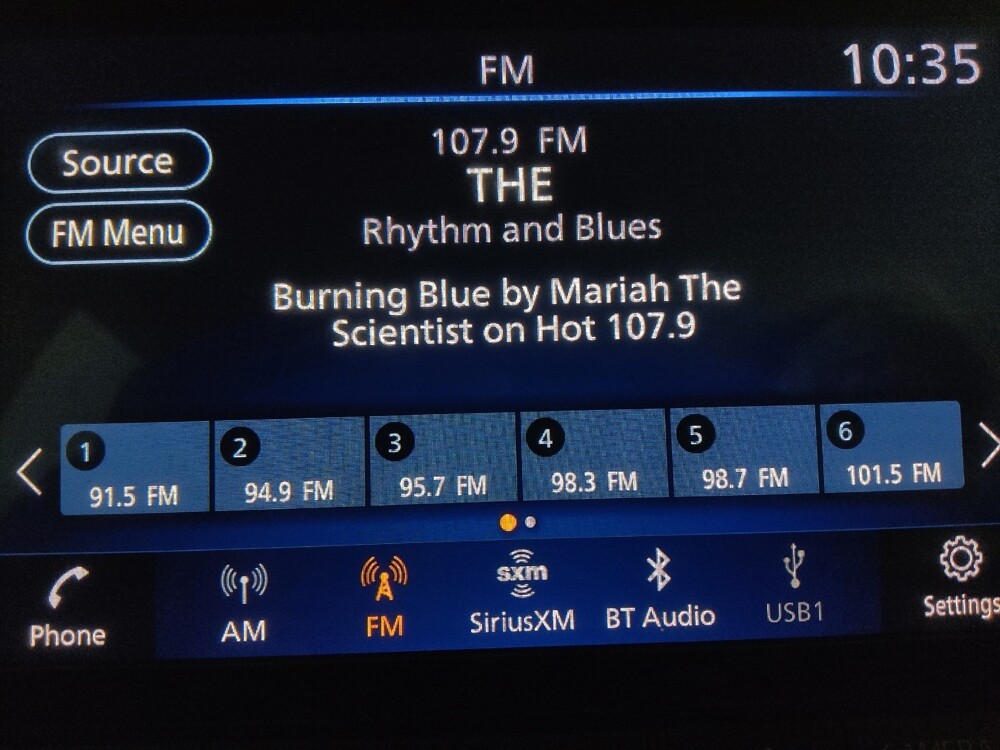 FM
10:35
Source
107.9 FM
THE
FM Menu
Rhythm and Blues
Burning Blue by Mariah The
Scientist on Hot 107.9
1
91.5 FM
2
94.9 FM
3
95.7 FM
4
98.3 FM
5
98.7 FM
6
101.5 FM
Phone
AM
FM
sxm
SiriusXM
BT Audio
USB1
Settings